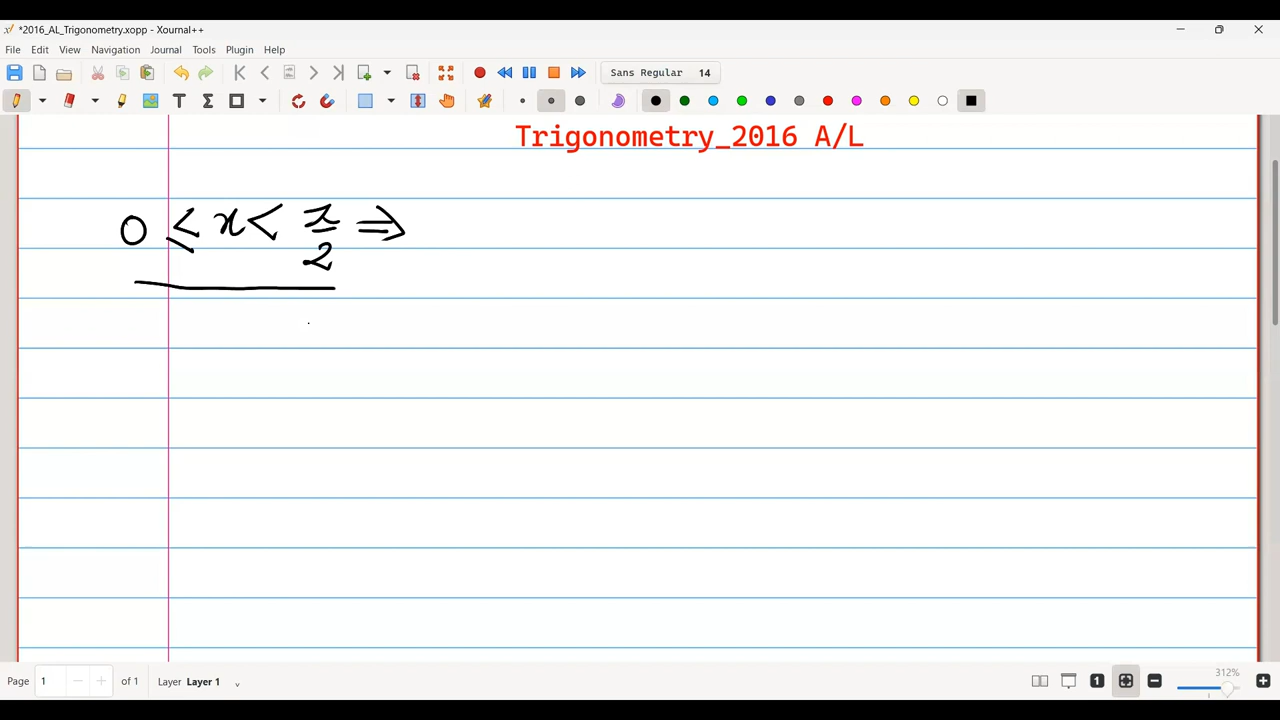 *2016_AL_Trigonometry.xopp - Xournal++
File Edit View Navigation Journal Tools Plugin Help
Sans Regular 14
Trigonometry_2016 A/L
0 ≤ x < π/2 ⇒
Page 1 of 1 Layer Layer 1
312%